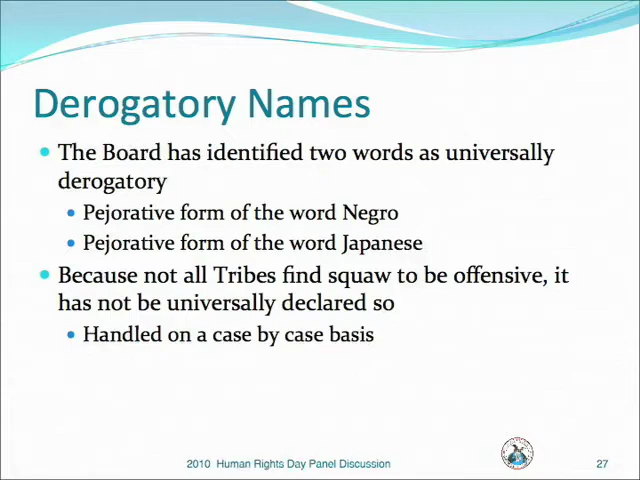 Derogatory Names
• The Board has identified two words as universally
derogatory
• Pejorative form of the word Negro
• Pejorative form of the word Japanese
• Because not all Tribes find squaw to be offensive, it
has not be universally declared so
• Handled on a case by case basis
2010 Human Rights Day Panel Discussion
27